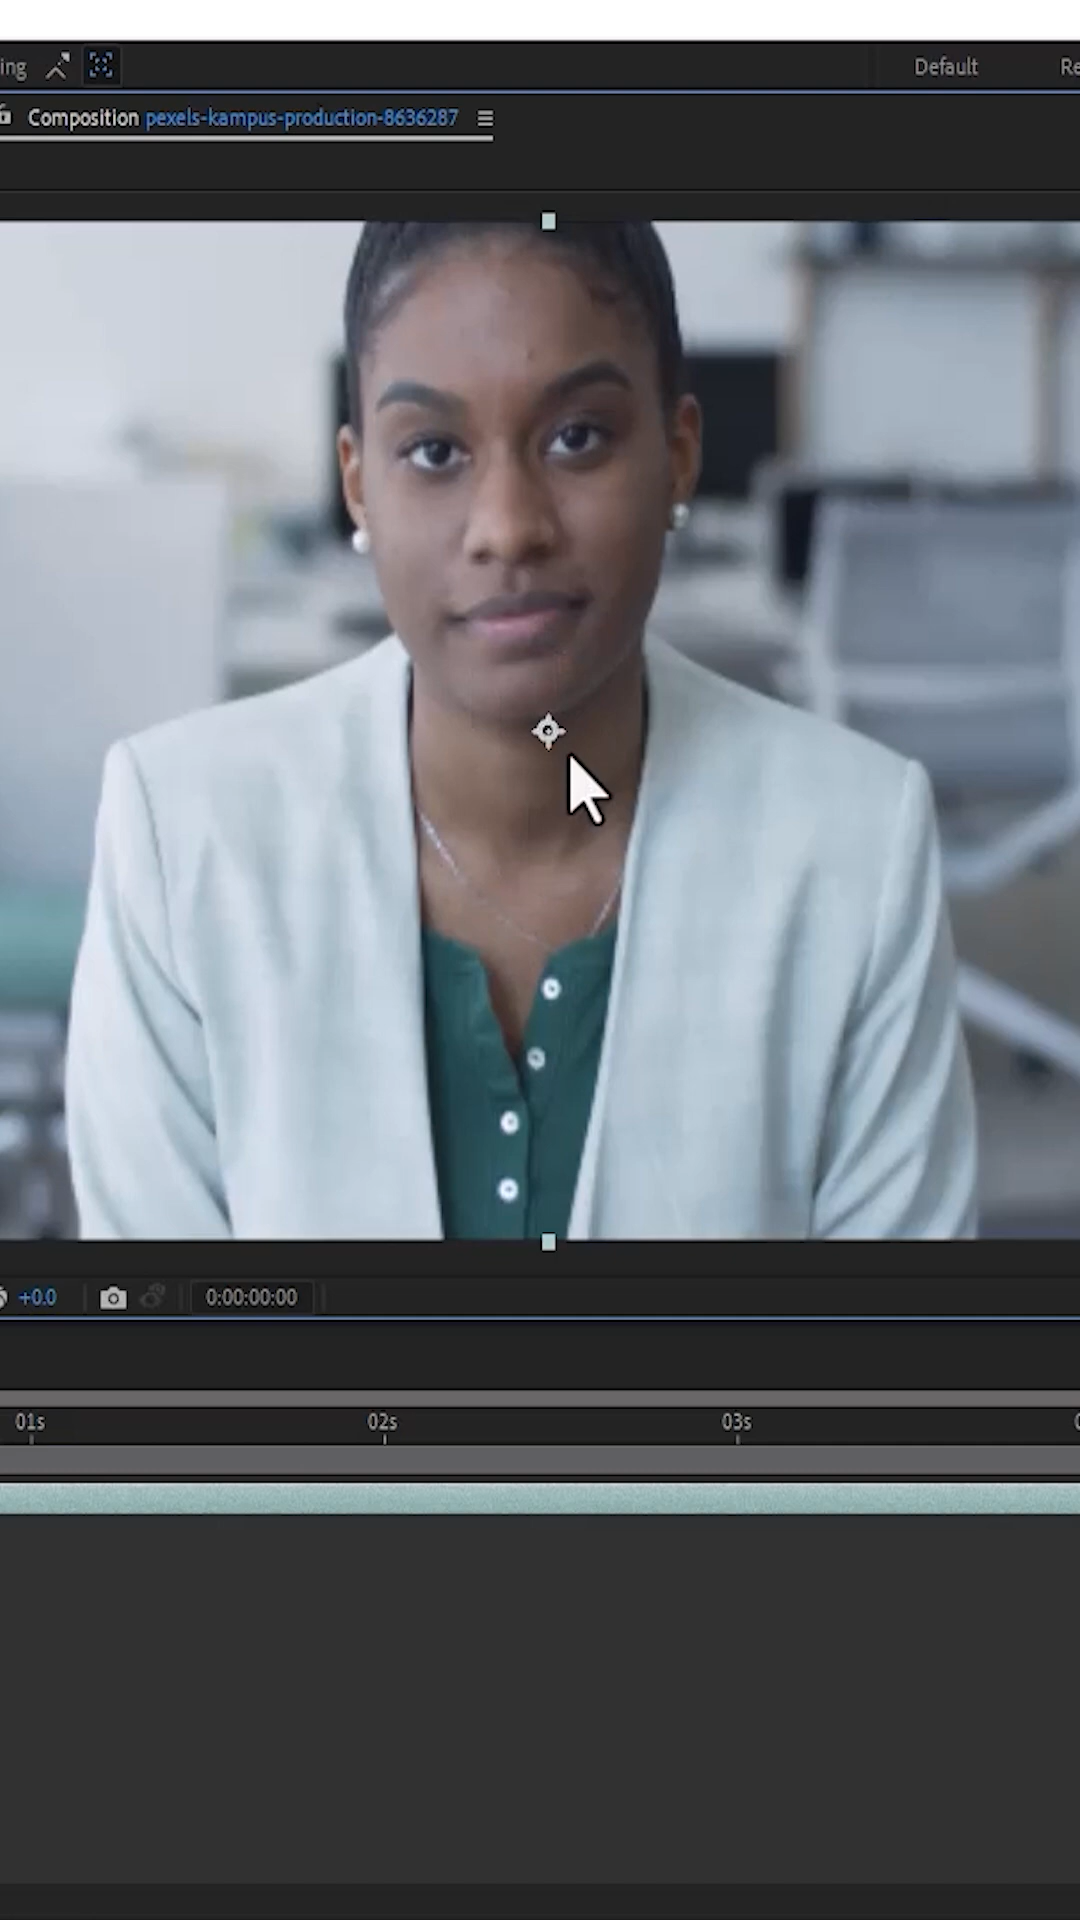 ing Default Re
Composition pexels-kampus-production-8636287
+0.0 0:00:00:00
01s 02s 03s